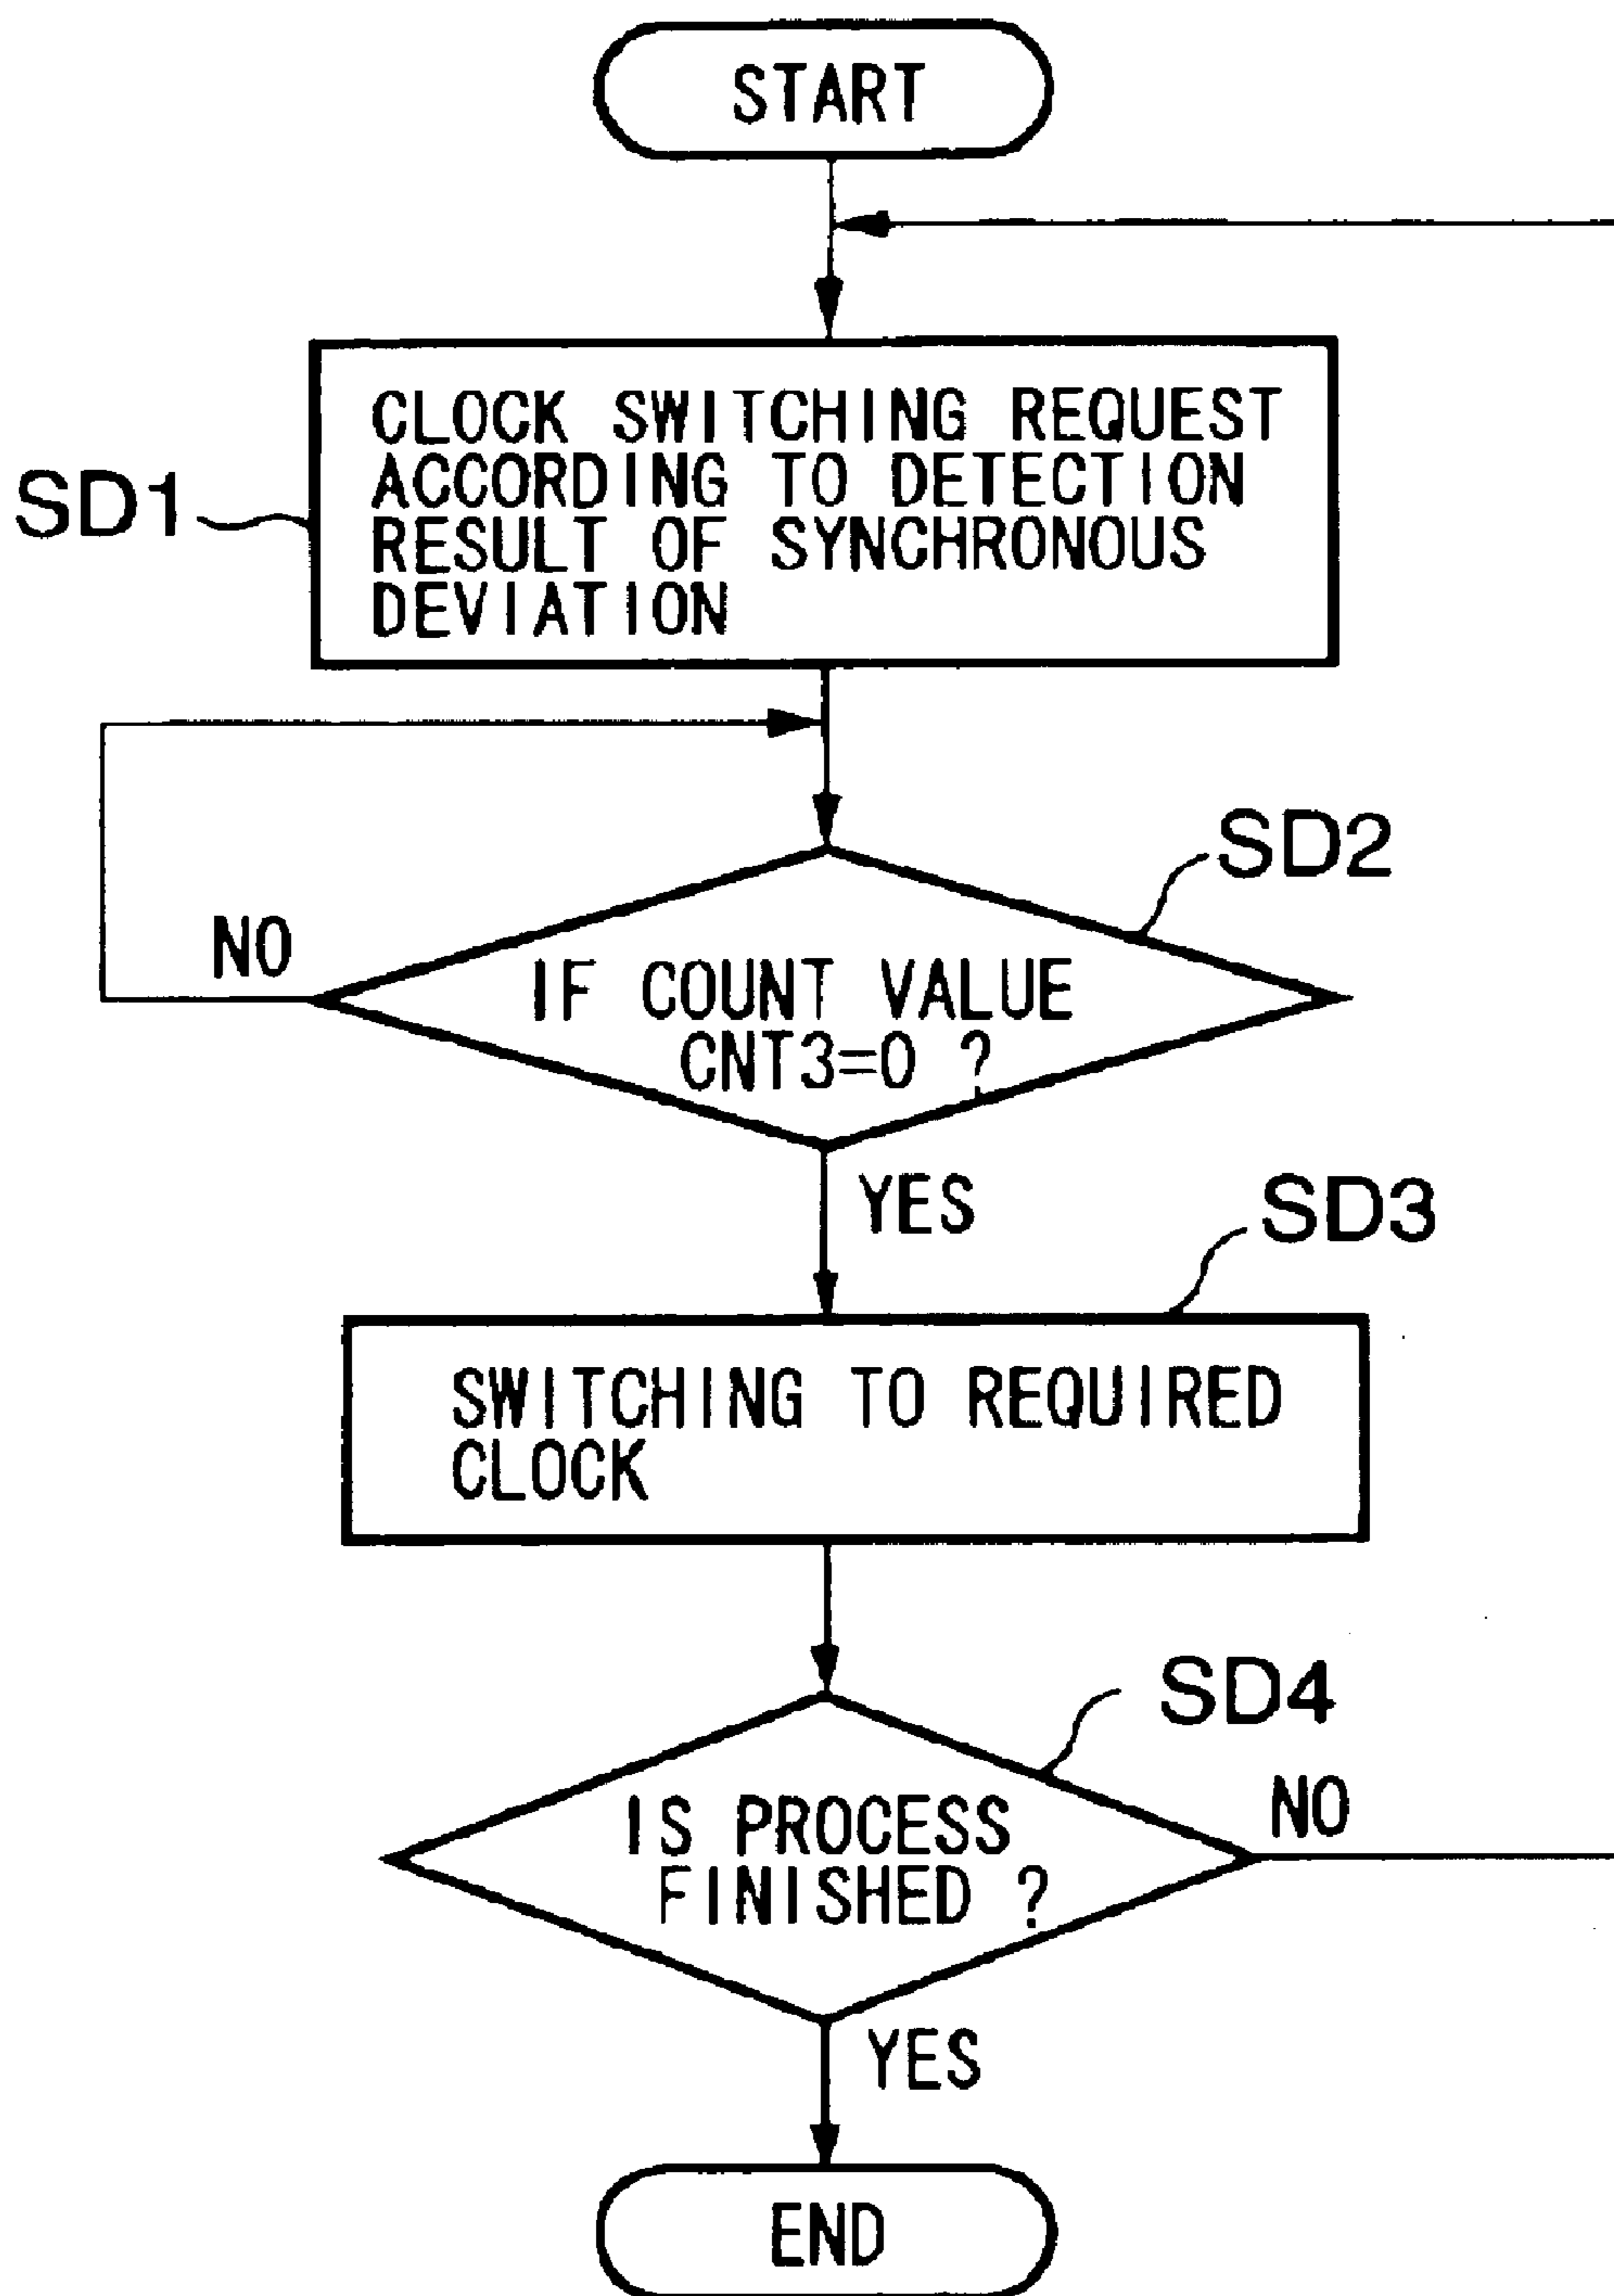 START
CLOCK SWITCHING REQUEST
ACCORDING TO DETECTION
RESULT OF SYNCHRONOUS
DEVIATION
SD1
SD2
NO
IF COUNT VALUE
CNT3=0 ?
YES
SD3
SWITCHING TO REQUIRED
CLOCK
SD4
NO
IS PROCESS
FINISHED ?
YES
END